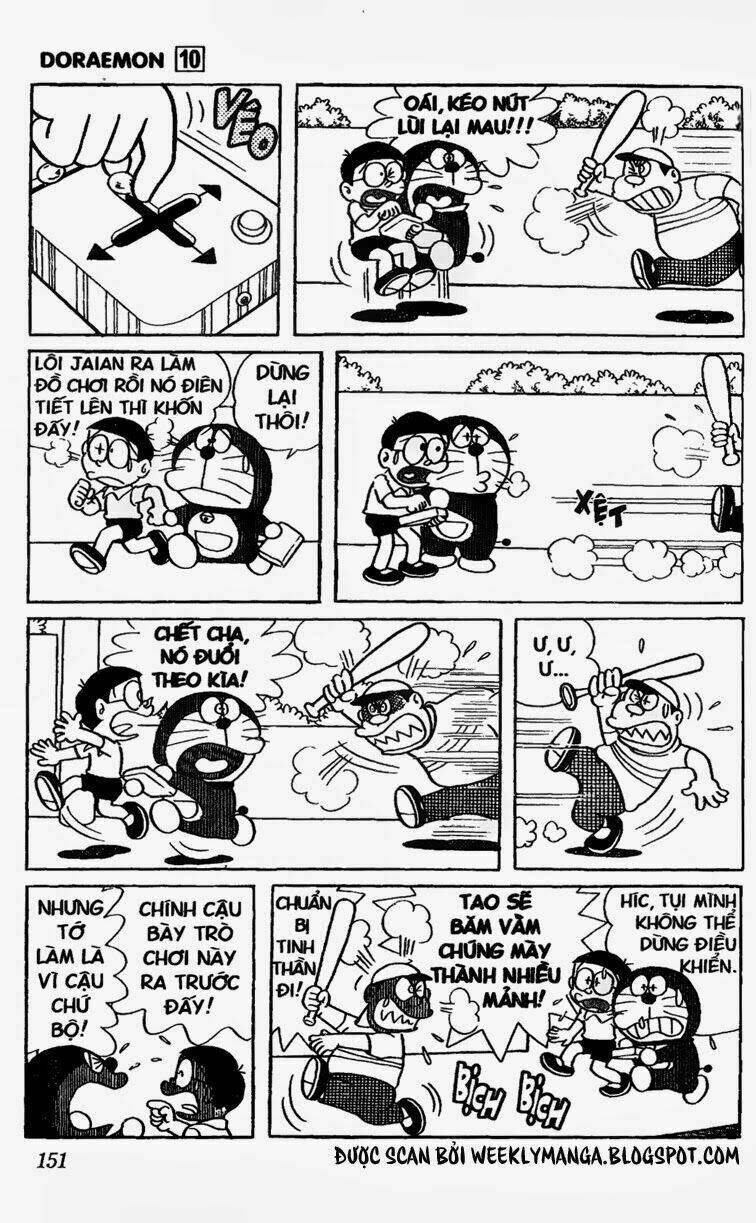 DORAEMON 10
VÈO
OÁI, KÉO NÚT
LÙI LẠI MAU!!!
LÔI JAIAN RA LÀM
ĐỒ CHƠI RỒI NÓ ĐIÊN
TIẾT LÊN THÌ KHỐN
ĐẤY!
DỪNG
LẠI
THÔI!
XỆT
CHẾT CHA,
NÓ ĐUỔI
THEO KÌA!
Ư, Ư,
Ư...
NHƯNG
TỚ
LÀM LÀ
VÌ CẬU
CHỨ
BỘ!
CHÍNH CẬU
BÀY TRÒ
CHƠI NÀY
RA TRƯỚC
ĐẤY!
CHUẨN
BỊ
TINH
THẦN
ĐI!
TAO SẼ
BĂM VẰM
CHÚNG MÀY
THÀNH NHIỀU
MẢNH!
HÍC, TỤI MÌNH
KHÔNG THỂ
DỪNG ĐIỀU
KHIỂN.
BỊCH
BỊCH
151
ĐƯỢC SCAN BỞI WEEKLYMANGA.BLOGSPOT.COM